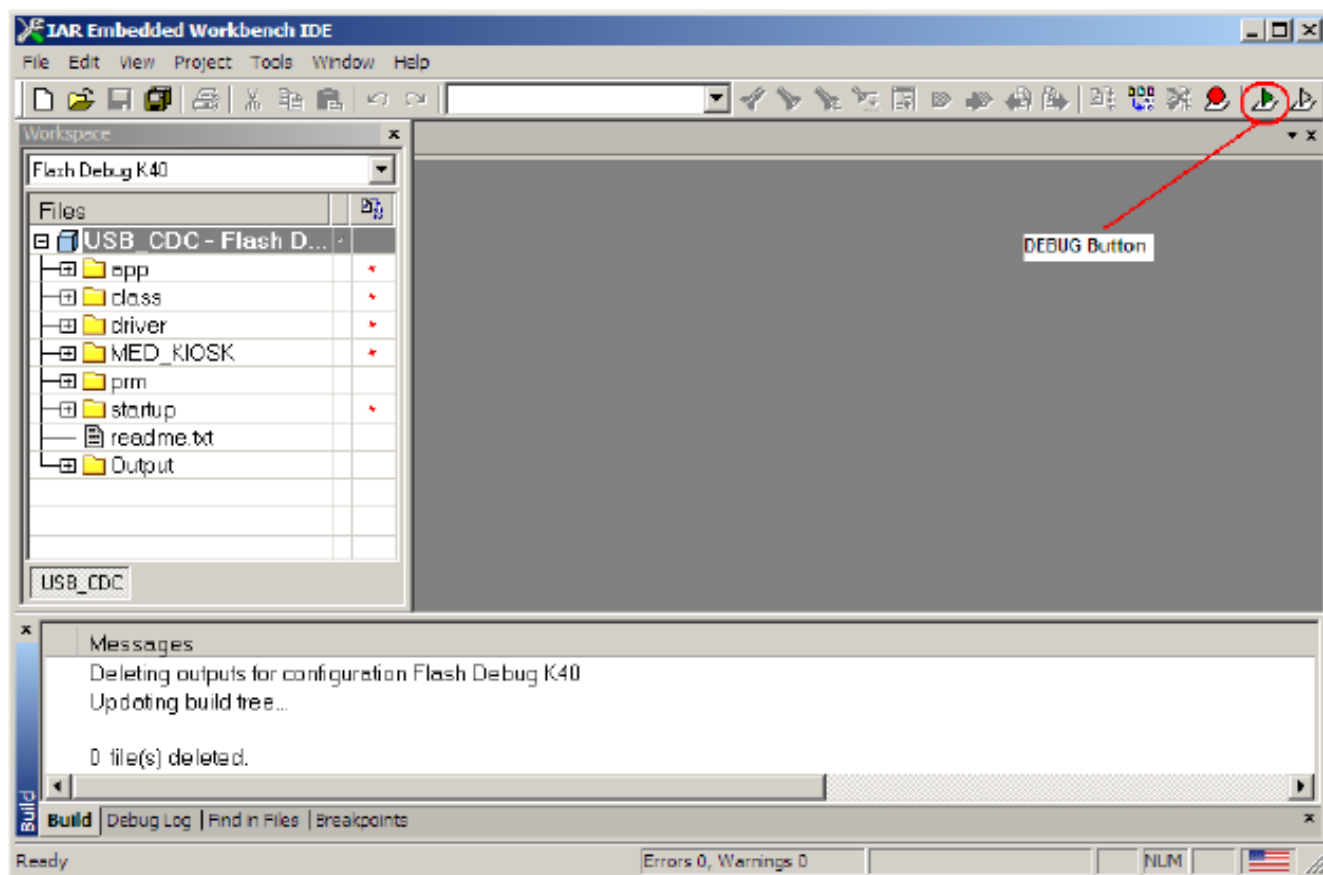 IAR Embedded Workbench IDE
File Edit View Project Tools Window Help
Workspace
Flash Debug K40
Files
USB_CDC - Flash D...
app
class
driver
MED_KIOSK
prm
startup
readme.txt
Output
USB_CDC
DEBUG Button
Messages
Deleting outputs for configuration Flash Debug K40
Updating build tree...
0 file(s) deleted.
Build
Build Debug Log Find in Files Breakpoints
Ready Errors 0, Warnings 0 NUM